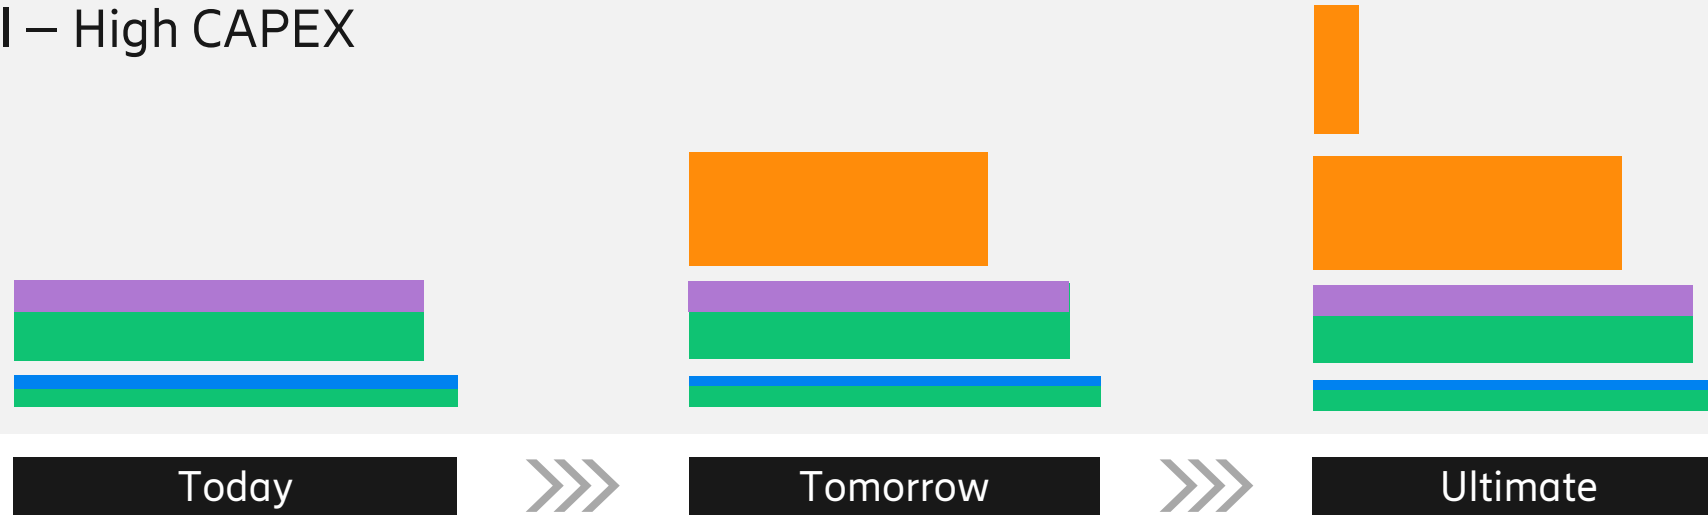 I – High CAPEX
Today
Tomorrow
Ultimate